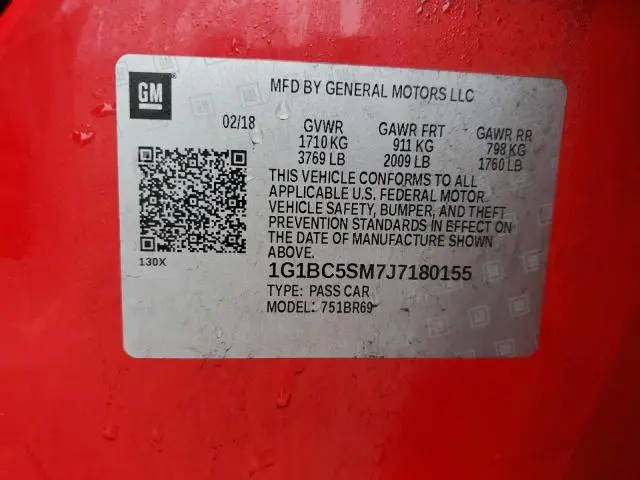 GM
MFD BY GENERAL MOTORS LLC
02/18 GVWR GAWR FRT GAWR RR
1710 KG 911 KG 798 KG
3769 LB 2009 LB 1760 LB
THIS VEHICLE CONFORMS TO ALL
APPLICABLE U.S. FEDERAL MOTOR
VEHICLE SAFETY, BUMPER, AND THEFT
PREVENTION STANDARDS IN EFFECT ON
THE DATE OF MANUFACTURE SHOWN
ABOVE.
130X
1G1BC5SM7J7180155
TYPE: PASS CAR
MODEL: 751BR69